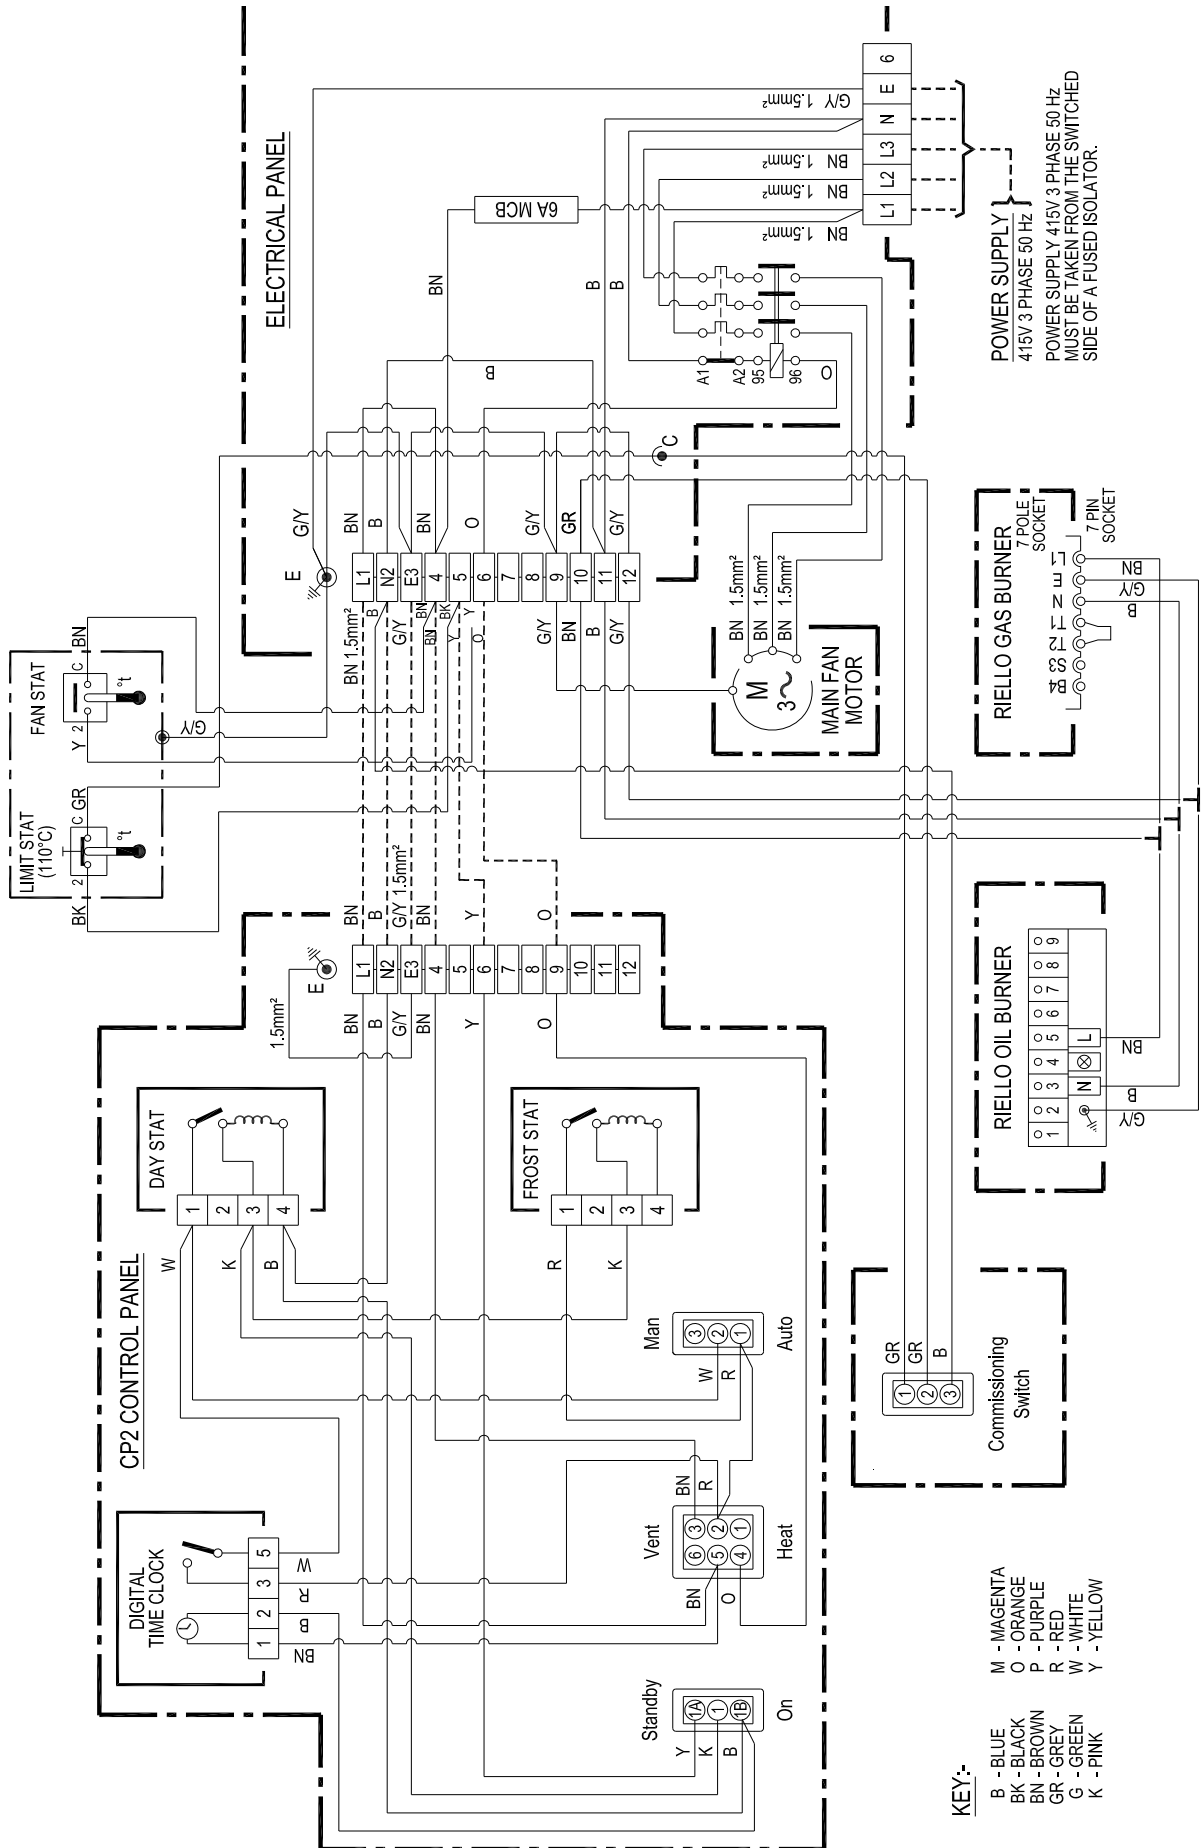 ELECTRICAL PANEL
6
E
N
L3
L2
L1
G/Y 1.5mm²
BN 1.5mm²
BN 1.5mm²
BN 1.5mm²
6A MCB
BN
B
B
B
A1
A2
95
96
O
POWER SUPPLY
415V 3 PHASE 50 Hz
POWER SUPPLY 415V 3 PHASE 50 Hz
MUST BE TAKEN FROM THE SWITCHED
SIDE OF A FUSED ISOLATOR.
G/Y
E
BN
B
BN
O
G/Y
GR
G/Y
C
L1
N2
E3
4
5
6
7
8
9
10
11
12
BN 1.5mm²
B
G/Y
BN
BN
BK
Y
Y
O
G/Y
BN
B
G/Y
FAN STAT
BN
C
2
Y
°t
G/Y
LIMIT STAT
(110°C)
GR
C
2
BK
°t
BN 1.5mm²
BN 1.5mm²
BN 1.5mm²
M
3
MAIN FAN
MOTOR
RIELLO GAS BURNER
7 POLE
SOCKET
7 PIN
SOCKET
L1
E
N
T1
T2
S3
B4
BN
G/Y
B
BN
B
G/Y 1.5mm²
BN
Y
O
E
1.5mm²
L1
N2
E3
4
5
6
7
8
9
10
11
12
BN
B
G/Y
BN
Y
O
RIELLO OIL BURNER
1
2
3
4
5
6
7
8
9
N
L
BN
B
G/Y
CP2 CONTROL PANEL
DAY STAT
1
2
3
4
W
K
B
FROST STAT
1
2
3
4
R
K
Man
3
2
1
Auto
W
R
Commissioning
Switch
GR
GR
B
1
2
3
Vent
BN
R
3
2
1
6
5
4
Heat
BN
O
DIGITAL
TIME CLOCK
1
2
3
5
BN
B
R
W
Standby
1A
1
1B
On
Y
K
B
KEY:-
B - BLUE
BK - BLACK
BN - BROWN
GR - GREY
G - GREEN
K - PINK
M - MAGENTA
O - ORANGE
P - PURPLE
R - RED
W - WHITE
Y - YELLOW